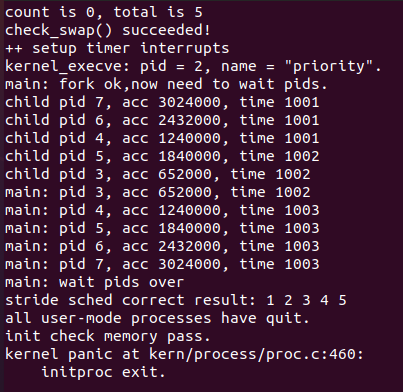 count is 0, total is 5
check_swap() succeeded!
++ setup timer interrupts
kernel_execve: pid = 2, name = "priority".
main: fork ok,now need to wait pids.
child pid 7, acc 3024000, time 1001
child pid 6, acc 2432000, time 1001
child pid 4, acc 1240000, time 1001
child pid 5, acc 1840000, time 1002
child pid 3, acc 652000, time 1002
main: pid 3, acc 652000, time 1002
main: pid 4, acc 1240000, time 1003
main: pid 5, acc 1840000, time 1003
main: pid 6, acc 2432000, time 1003
main: pid 7, acc 3024000, time 1003
main: wait pids over
stride sched correct result: 1 2 3 4 5
all user-mode processes have quit.
init check memory pass.
kernel panic at kern/process/proc.c:460:
    initproc exit.